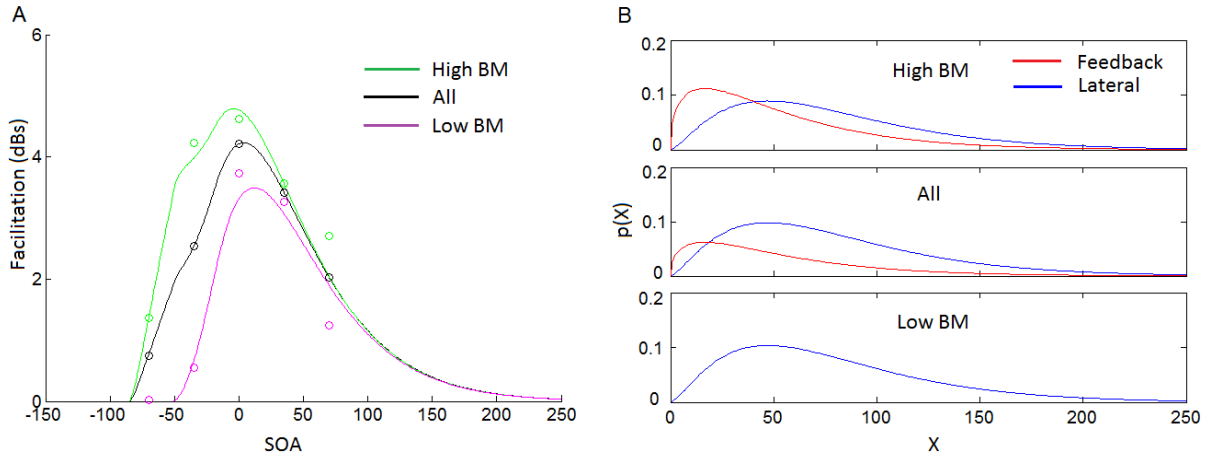 A
6
4
2
0
Facilitation (dBs)
High BM
All
Low BM
-150 -100 -50 0 50 100 150 200 250
SOA
B
0.2
0.1
0
High BM
Feedback
Lateral
0.2
0.1
0
All
p(X)
0.2
0.1
0
Low BM
0 50 100 150 200 250
X